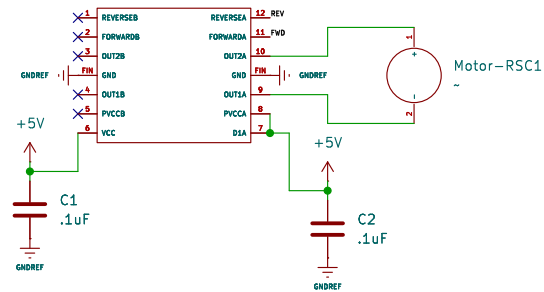 1 REVERSEB REVERSEA 12 REV
2 FORWARDB FORWARDA 11 FWD
3 OUT2B OUT2A 10
GNDREF FIN GND GND FIN GNDREF
4 OUT1B OUT1A 9
5 PVCCB PVCCA 8
6 VCC D1A 7
1
+
Motor-RSC1
~
-
2
+5V
C1
.1uF
GNDREF
+5V
C2
.1uF
GNDREF